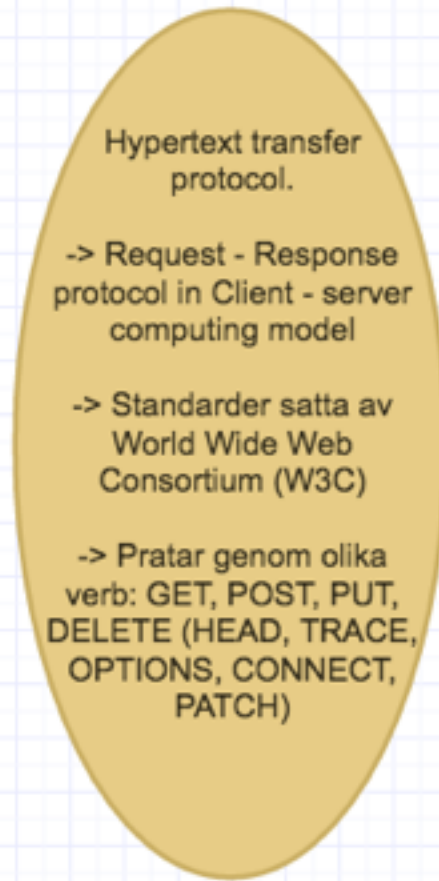 Hypertext transfer
protocol.
-> Request - Response
protocol in Client - server
computing model
-> Standarder satta av
World Wide Web
Consortium (W3C)
-> Pratar genom olika
verb: GET, POST, PUT,
DELETE (HEAD, TRACE,
OPTIONS, CONNECT,
PATCH)